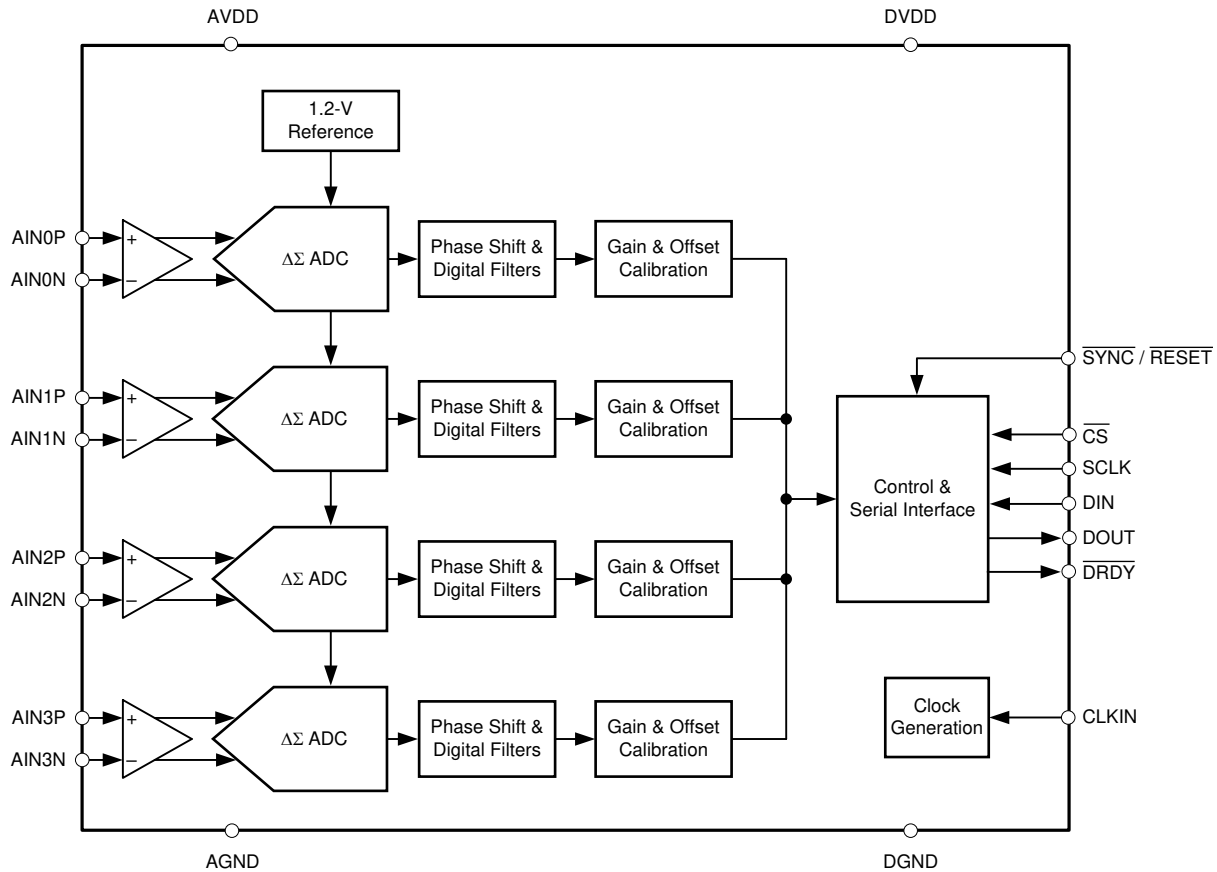 AVDD
DVDD
1.2-V
Reference
AIN0P
+
AIN0N
−
ΔΣ ADC
Phase Shift &
Digital Filters
Gain & Offset
Calibration
SYNC / RESET
AIN1P
+
AIN1N
−
ΔΣ ADC
Phase Shift &
Digital Filters
Gain & Offset
Calibration
CS
SCLK
Control &
Serial Interface
DIN
DOUT
DRDY
AIN2P
+
AIN2N
−
ΔΣ ADC
Phase Shift &
Digital Filters
Gain & Offset
Calibration
AIN3P
+
AIN3N
−
ΔΣ ADC
Phase Shift &
Digital Filters
Gain & Offset
Calibration
Clock
Generation
CLKIN
AGND
DGND